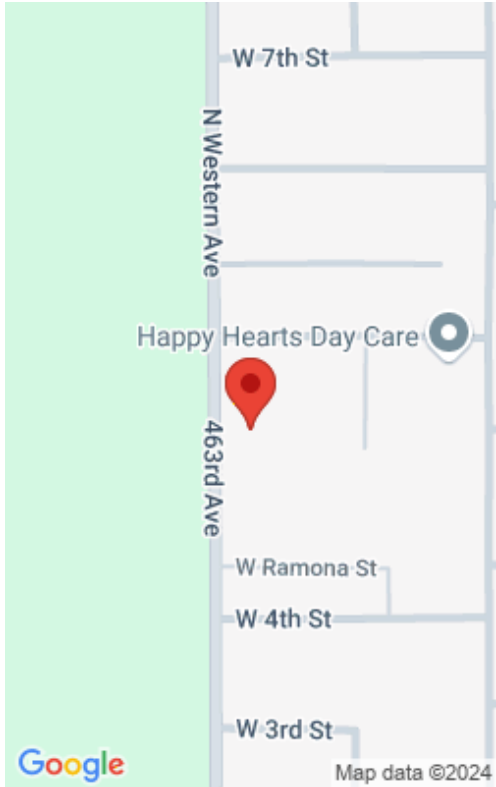 W 7th St
N Western Ave
Happy Hearts Day Care
463rd Ave
W Ramona St
W 4th St
W 3rd St
Google
Map data ©2024